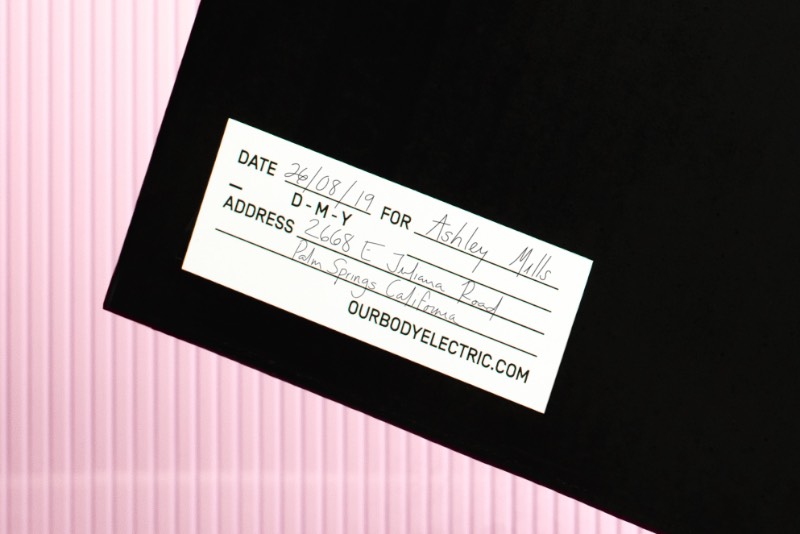 DATE 26/08/19 FOR Ashley Mills
D-M-Y
ADDRESS 2668 E Juliana Road
Palm Springs California
OURBODYELECTRIC.COM